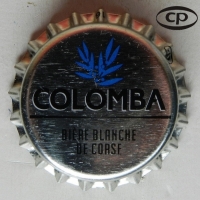 CP
COLOMBA
BIÈRE BLANCHE
DE CORSE